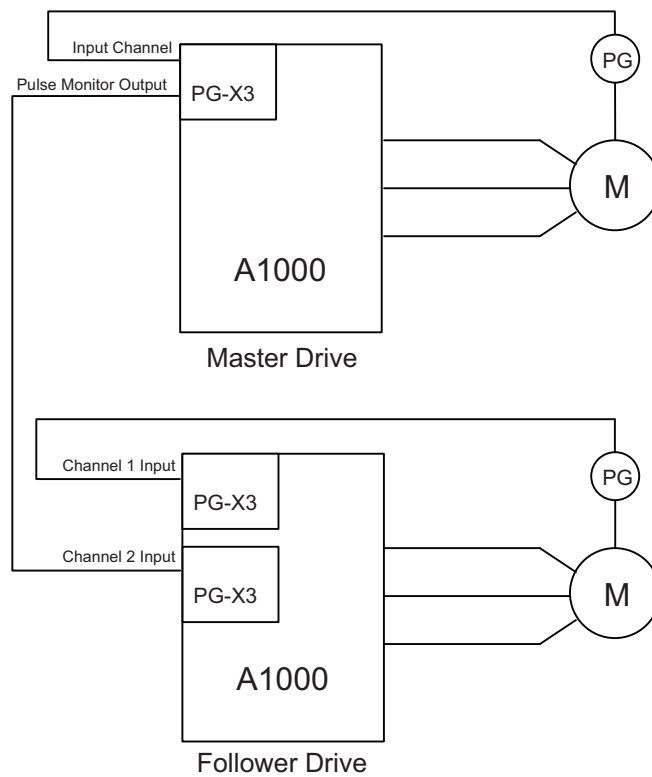 Input Channel
PG
Pulse Monitor Output
PG-X3
M
A1000
Master Drive
Channel 1 Input
PG
PG-X3
Channel 2 Input
PG-X3
M
A1000
Follower Drive